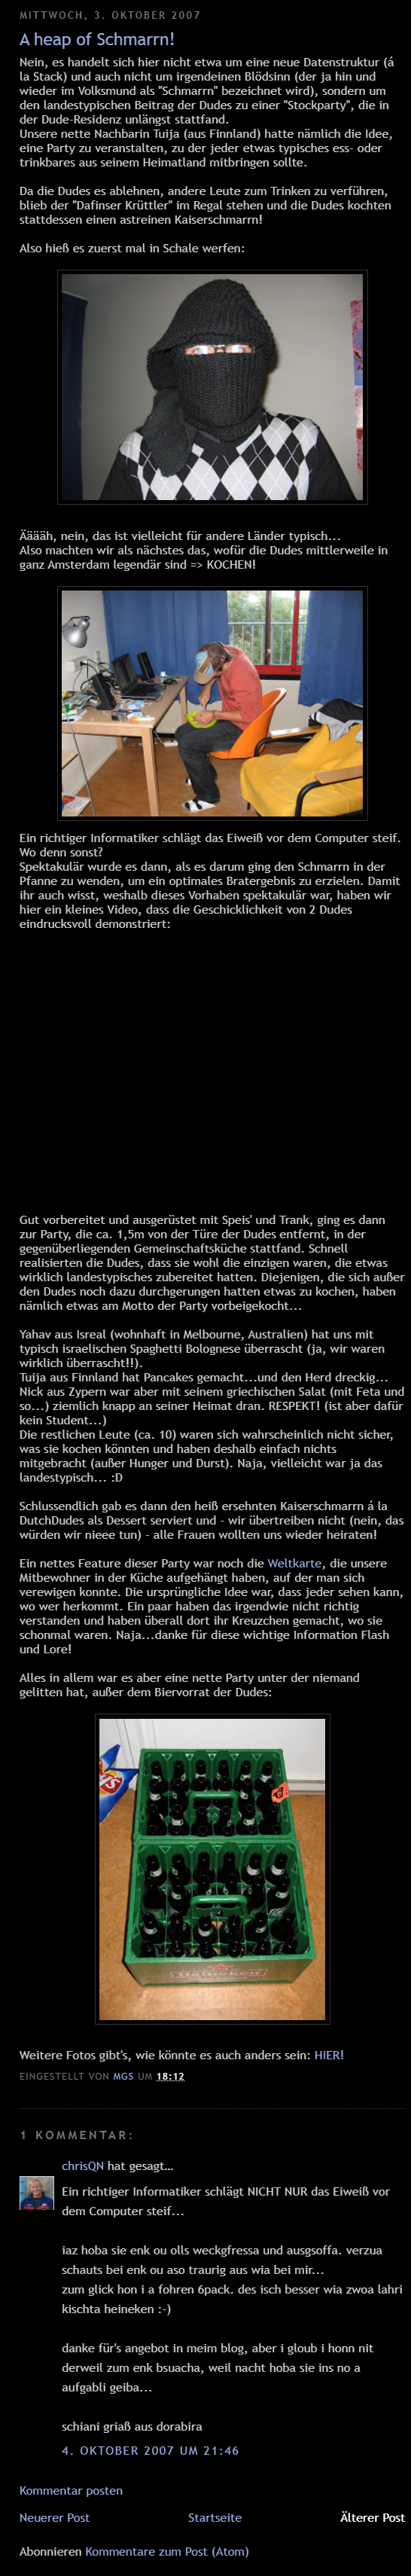 MITTWOCH, 3. OKTOBER 2007
A heap of Schmarrn!
Nein, es handelt sich hier nicht etwa um eine neue Datenstruktur (á
la Stack) und auch nicht um irgendeinen Blödsinn (der ja hin und
wieder im Volksmund als "Schmarrn" bezeichnet wird), sondern um
den landestypischen Beitrag der Dudes zu einer "Stockparty", die in
der Dude-Residenz unlängst stattfand.
Unsere nette Nachbarin Tuija (aus Finnland) hatte nämlich die Idee,
eine Party zu veranstalten, zu der jeder etwas typisches ess- oder
trinkbares aus seinem Heimatland mitbringen sollte.
Da die Dudes es ablehnen, andere Leute zum Trinken zu verführen,
blieb der "Dafinser Krüttler" im Regal stehen und die Dudes kochten
stattdessen einen astreinen Kaiserschmarrn!
Also hieß es zuerst mal in Schale werfen:
Äääāh, nein, das ist vielleicht für andere Länder typisch...
Also machten wir als nächstes das, wofür die Dudes mittlerweile in
ganz Amsterdam legendär sind => KOCHEN!
Ein richtiger Informatiker schlägt das Eiweiß vor dem Computer steif.
Wo denn sonst?
Spektakulär wurde es dann, als es darum ging den Schmarrn in der
Pfanne zu wenden, um ein optimales Bratergebnis zu erzielen. Damit
ihr auch wisst, weshalb dieses Vorhaben spektakulär war, haben wir
hier ein kleines Video, dass die Geschicklichkeit von 2 Dudes
eindrucksvoll demonstriert:
Gut vorbereitet und ausgerüstet mit Speis' und Trank, ging es dann
zur Party, die ca. 1,5m von der Türe der Dudes entfernt, in der
gegenüberliegenden Gemeinschaftsküche stattfand. Schnell
realisierten die Dudes, dass sie wohl die einzigen waren, die etwas
wirklich landestypisches zubereitet hatten. Diejenigen, die sich außer
den Dudes noch dazu durchgerungen hatten etwas zu kochen, haben
nämlich etwas am Motto der Party vorbeigekocht...
Yahav aus Isreal (wohnhaft in Melbourne, Australien) hat uns mit
typisch israelischen Spaghetti Bolognese überrascht (ja, wir waren
wirklich überrascht!!).
Tuija aus Finnland hat Pancakes gemacht...und den Herd dreckig...
Nick aus Zypern war aber mit seinem griechischen Salat (mit Feta und
so...) ziemlich knapp an seiner Heimat dran. RESPEKT! (ist aber dafür
kein Student...)
Die restlichen Leute (ca. 10) waren sich wahrscheinlich nicht sicher,
was sie kochen könnten und haben deshalb einfach nichts
mitgebracht (außer Hunger und Durst). Naja, vielleicht war ja das
landestypisch... :D
Schlussendlich gab es dann den heiß ersehnten Kaiserschmarrn á la
DutchDudes als Dessert serviert und - wir übertreiben nicht (nein, das
würden wir nieee tun) - alle Frauen wollten uns wieder heiraten!
Ein nettes Feature dieser Party war noch die Weltkarte, die unsere
Mitbewohner in der Küche aufgehängt haben, auf der man sich
verewigen konnte. Die ursprüngliche Idee war, dass jeder sehen kann,
wo wer herkommt. Ein paar haben das irgendwie nicht richtig
verstanden und haben überall dort ihr Kreuzchen gemacht, wo sie
schonmal waren. Naja...danke für diese wichtige Information Flash
und Lore!
Alles in allem war es aber eine nette Party unter der niemand
gelitten hat, außer dem Biervorrat der Dudes:
Heineken
Weitere Fotos gibt's, wie könnte es auch anders sein: HIER!
EINGESTELLT VON MGS UM 18:12
1 KOMMENTAR:
chrisQN hat gesagt...
Ein richtiger Informatiker schlägt NICHT NUR das Eiweiß vor
dem Computer steif...
iaz hoba sie enk ou olls weckgfressa und ausgsoffa. verzua
schauts bei enk ou aso traurig aus wia bei mir...
zum glick hon i a fohren 6pack. des isch besser wia zwoa lahri
kischta heineken :-)
danke für's angebot in meim blog, aber i gloub i honn nit
derweil zum enk bsuacha, weil nacht hoba sie ins no a
aufgabli geiba...
schiani griaß aus dorabira
4. OKTOBER 2007 UM 21:46
Kommentar posten
Neuerer Post Startseite Älterer Post
Abonnieren Kommentare zum Post (Atom)